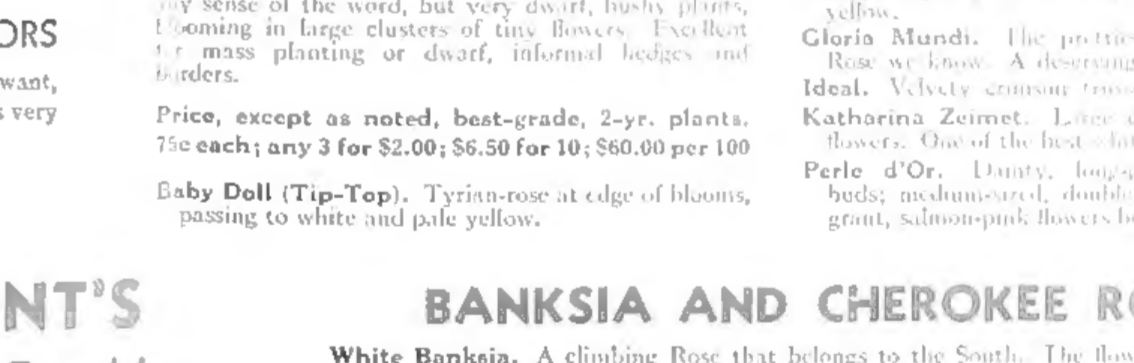 ORS
want,
very
sense of the word, but very dwarf, bushy plants,
blooming in large clusters of tiny flowers. Excellent
for mass planting or dwarf, informal hedges and
borders.
Price, except as noted, best-grade, 2-yr. plants,
75c each; any 3 for $2.00; $6.50 for 10; $60.00 per 100
Baby Doll (Tip-Top). Tyrian-rose at edge of blooms,
passing to white and pale yellow.
yellow.
Gloria Mundi. The
Rose we know. A deserving
Ideal. Velvety crimson
Katharina Zeimet. Large
flowers. One of the best
Perle d'Or. Dainty,
buds; medium-sized,
salmon-pink flowers
NT'S
BANKSIA AND CHEROKEE
White Banksia. A climbing Rose that belongs to the South. The